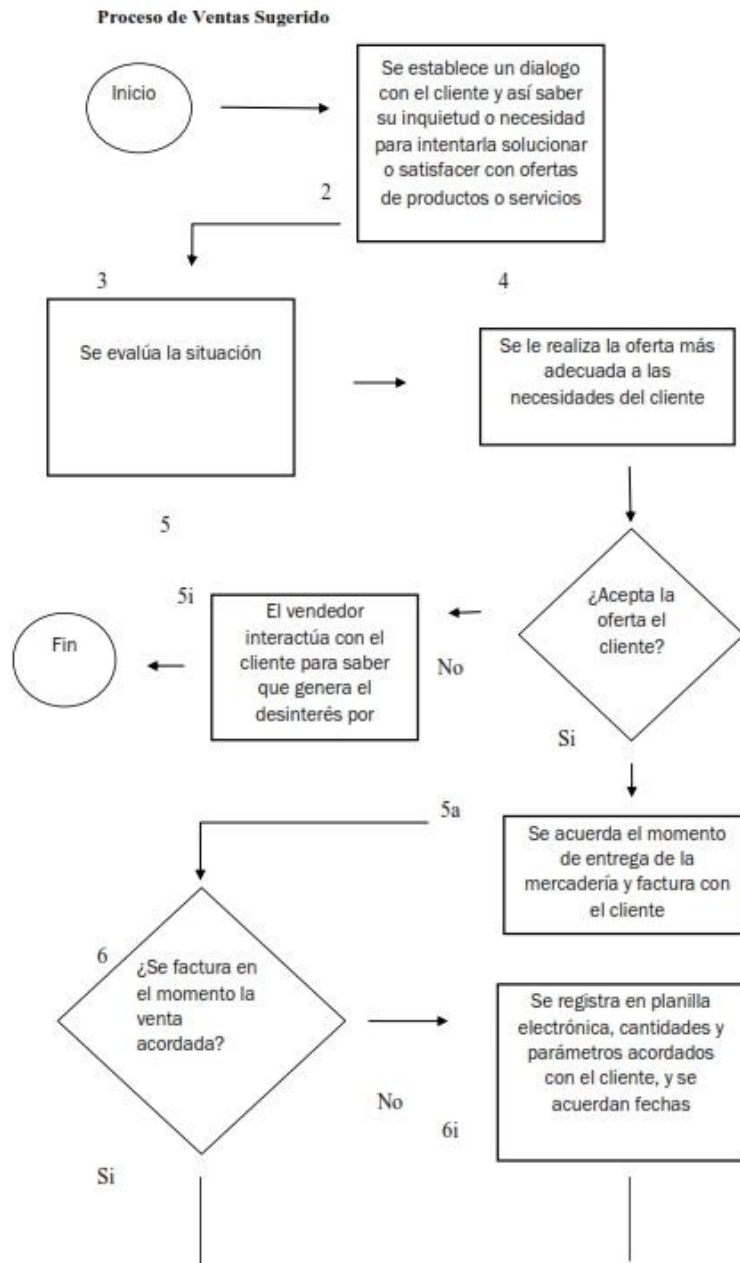 Proceso de Ventas Sugerido
Inicio
Se establece un dialogo
con el cliente y así saber
su inquietud o necesidad
para intentarla solucionar
o satisfacer con ofertas
de productos o servicios
2
3
Se evalúa la situación
4
Se le realiza la oferta más
adecuada a las
necesidades del cliente
5
¿Acepta la
oferta el
cliente?
No
5i
El vendedor
interactúa con el
cliente para saber
que genera el
desinterés por
Fin
Si
5a
Se acuerda el momento
de entrega de la
mercadería y factura con
el cliente
6
¿Se factura en
el momento la
venta
acordada?
No
6i
Se registra en planilla
electrónica, cantidades y
parámetros acordados
con el cliente, y se
acuerdan fechas
Si